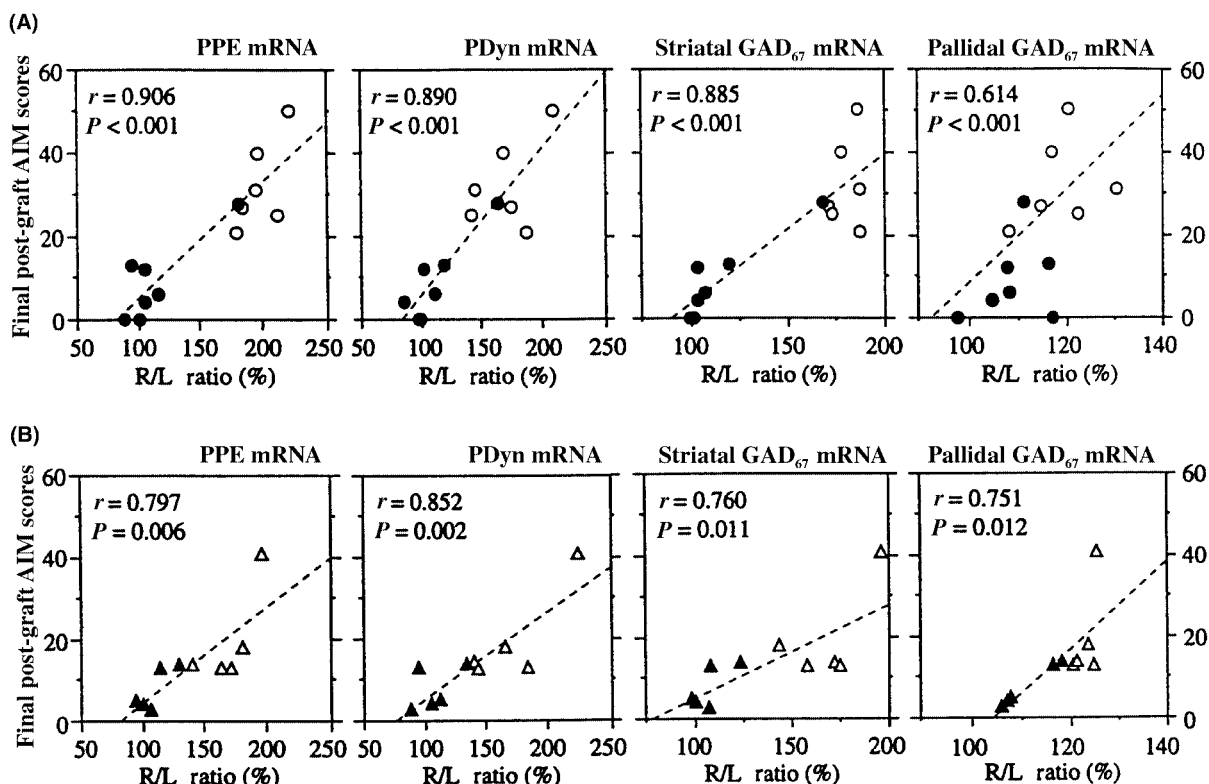 (A)
PPE mRNA PDyn mRNA Striatal GAD67 mRNA Pallidal GAD67 mRNA
Final post-graft AIM scores
60 60
r = 0.906 r = 0.890 r = 0.885 r = 0.614
P < 0.001 P < 0.001 P < 0.001 P < 0.001
40 40
20 20
0 0
50 100 150 200 250 50 100 150 200 250 100 150 200 100 120 140
R/L ratio (%) R/L ratio (%) R/L ratio (%) R/L ratio (%)
(B)
PPE mRNA PDyn mRNA Striatal GAD67 mRNA Pallidal GAD67 mRNA
Final post-graft AIM scores
60 60
r = 0.797 r = 0.852 r = 0.760 r = 0.751
P = 0.006 P = 0.002 P = 0.011 P = 0.012
40 40
20 20
0 0
50 100 150 200 250 50 100 150 200 250 100 150 200 100 120 140
R/L ratio (%) R/L ratio (%) R/L ratio (%) R/L ratio (%)